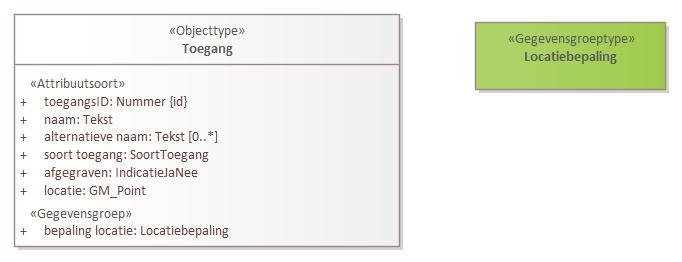 «Objecttype»
Toegang
«Attribuutsoort»
+ toegangsID: Nummer {id}
+ naam: Tekst
+ alternatieve naam: Tekst [0..*]
+ soort toegang: SoortToegang
+ afgegraven: IndicatieJaNee
+ locatie: GM_Point
«Gegevensgroep»
+ bepaling locatie: Locatiebepaling
«Gegevensgroeptype»
Locatiebepaling